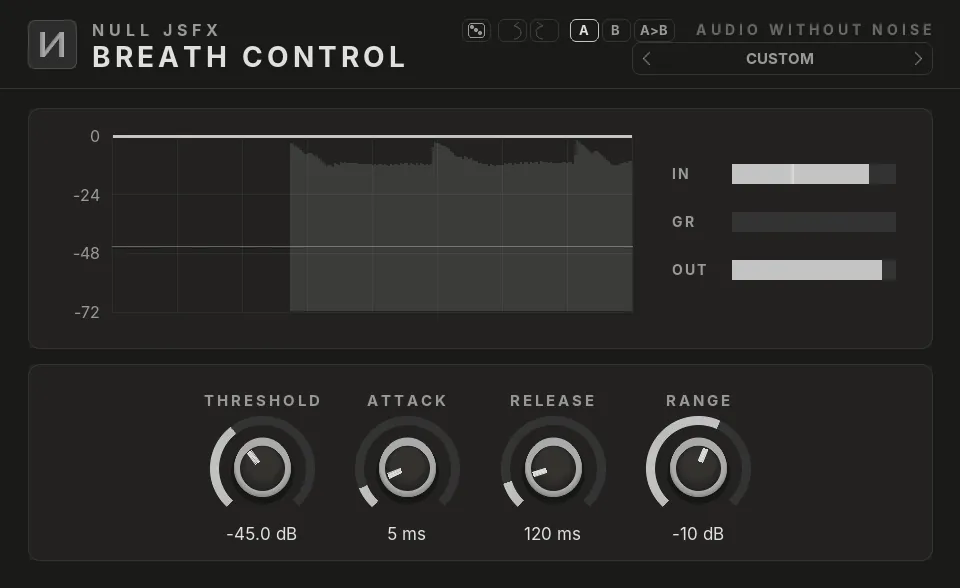 NULL JSFX
BREATH CONTROL
A B A>B AUDIO WITHOUT NOISE
CUSTOM
0
-24
-48
-72
IN
GR
OUT
THRESHOLD ATTACK RELEASE RANGE
-45.0 dB 5 ms 120 ms -10 dB